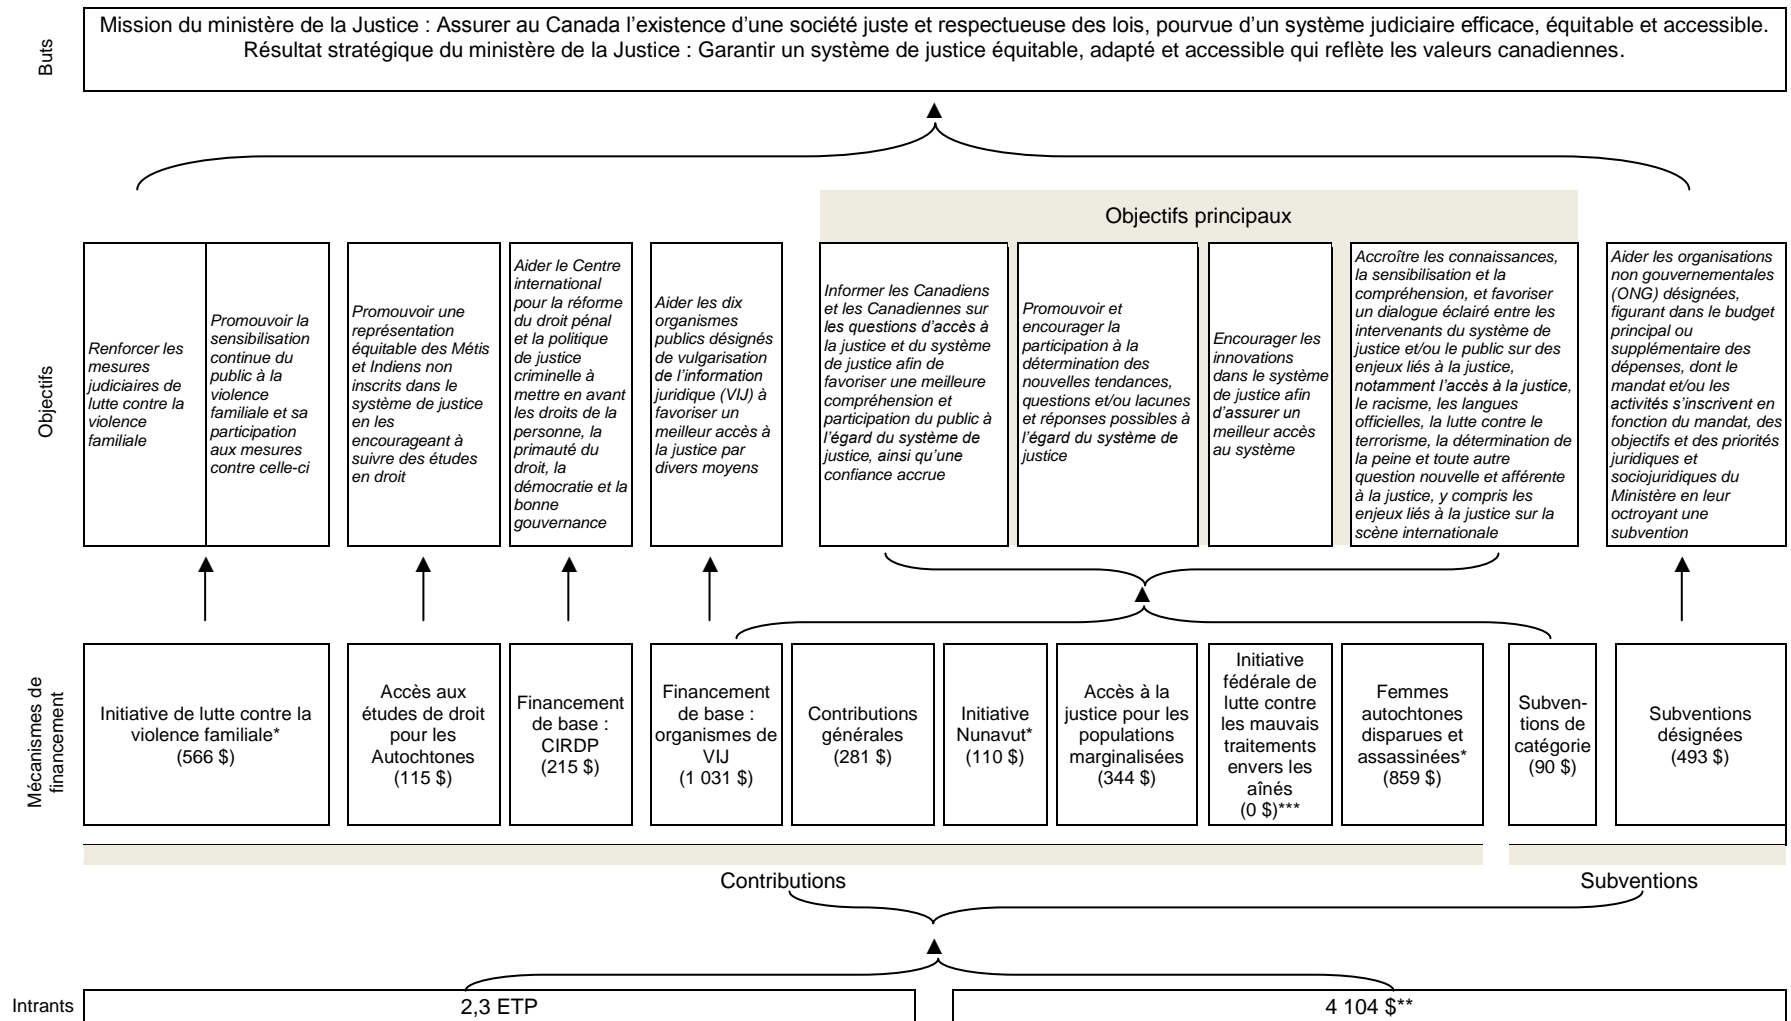 Buts
Mission du ministère de la Justice : Assurer au Canada l’existence d’une société juste et respectueuse des lois, pourvue d’un système judiciaire efficace, équitable et accessible.
Résultat stratégique du ministère de la Justice : Garantir un système de justice équitable, adapté et accessible qui reflète les valeurs canadiennes.
Objectifs principaux
Objectifs
Renforcer les
mesures
judiciaires de
lutte contre la
violence
familiale
Promouvoir la
sensibilisation
continue du
public à la
violence
familiale et sa
participation
aux mesures
contre celle-ci
Promouvoir une
représentation
équitable des Métis
et Indiens non
inscrits dans le
système de justice
en les
encourageant à
suivre des études
en droit
Aider le Centre
international
pour la réforme
du droit pénal
et la politique
de justice
criminelle à
mettre en avant
les droits de la
personne, la
primauté du
droit, la
démocratie et la
bonne
gouvernance
Aider les dix
organismes
publics désignés
de vulgarisation
de l’information
juridique (VIJ) à
favoriser un
meilleur accès à
la justice par
divers moyens
Informer les Canadiens
et les Canadiennes sur
les questions d’accès à
la justice et du système
de justice afin de
favoriser une meilleure
compréhension et
participation du public à
l’égard du système de
justice, ainsi qu’une
confiance accrue
Promouvoir et
encourager la
participation à la
détermination des
nouvelles tendances,
questions et/ou lacunes
et réponses possibles à
l’égard du système de
justice
Encourager les
innovations
dans le système
de justice afin
d’assurer un
meilleur accès
au système
Accroître les connaissances,
la sensibilisation et la
compréhension, et favoriser
un dialogue éclairé entre les
intervenants du système de
justice et/ou le public sur des
enjeux liés à la justice,
notamment l’accès à la justice,
le racisme, les langues
officielles, la lutte contre le
terrorisme, la détermination de
la peine et toute autre
question nouvelle et afférente
à la justice, y compris les
enjeux liés à la justice sur la
scène internationale
Aider les organisations
non gouvernementales
(ONG) désignées,
figurant dans le budget
principal ou
supplémentaire des
dépenses, dont le
mandat et/ou les
activités s’inscrivent en
fonction du mandat, des
objectifs et des priorités
juridiques et
sociojuridiques du
Ministère en leur
octroyant une
subvention
Mécanismes de
financement
Initiative de lutte contre la
violence familiale*
(566 $)
Accès aux
études de droit
pour les
Autochtones
(115 $)
Financement
de base :
CIRDP
(215 $)
Financement
de base :
organismes de
VIJ
(1 031 $)
Contributions
générales
(281 $)
Initiative
Nunavut*
(110 $)
Accès à la
justice pour les
populations
marginalisées
(344 $)
Initiative
fédérale de
lutte contre
les mauvais
traitements
envers les
aînés
(0 $)***
Femmes
autochtones
disparues et
assassinées*
(859 $)
Subven-
tions de
catégorie
(90 $)
Subventions
désignées
(493 $)
Contributions
Subventions
Intrants
2,3 ETP
4 104 $**